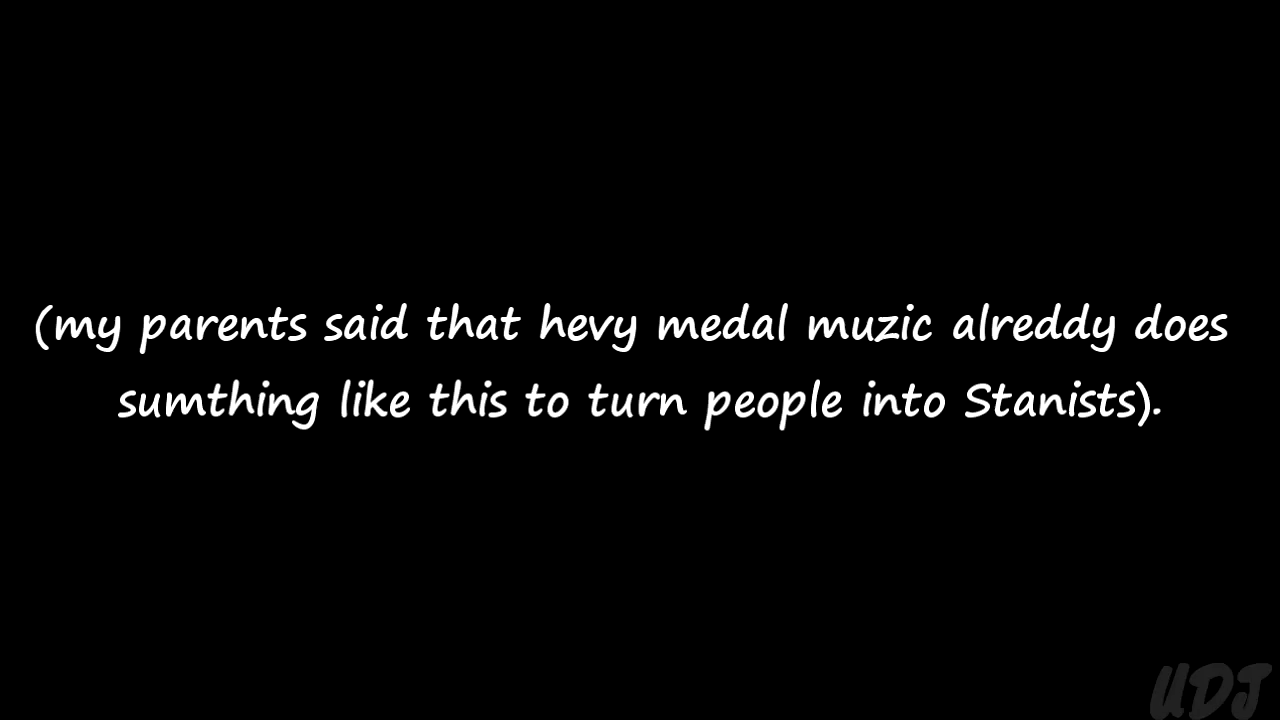 (my parents said that hevy medal muzic alreddy does
sumthing like this to turn people into Stanists).
UDJ